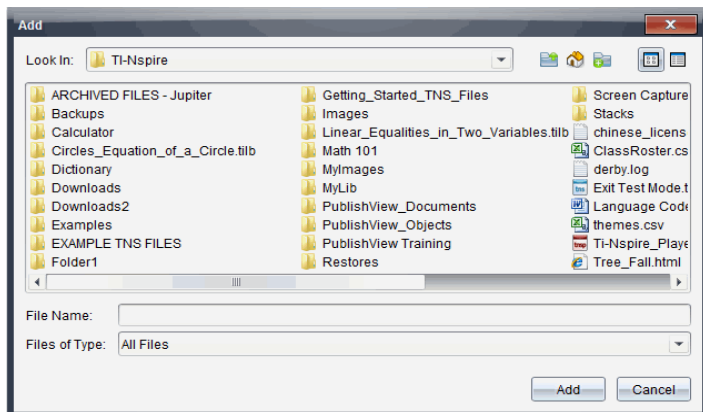 Add
Look In: TI-Nspire
ARCHIVED FILES - Jupiter
Backups
Calculator
Circles_Equation_of_a_Circle.tilb
Dictionary
Downloads
Downloads2
Examples
EXAMPLE TNS FILES
Folder1
Getting_Started_TNS_Files
Images
Linear_Equalities_in_Two_Variables.tilb
Math 101
MyImages
MyLib
PublishView_Documents
PublishView_Objects
PublishView Training
Restores
Screen Capture
Stacks
chinese_licens
ClassRoster.cs
derby.log
Exit Test Mode.t
Language Code
themes.csv
Ti-Nspire_Playe
Tree_Fall.html
File Name:
Files of Type: All Files
Add Cancel